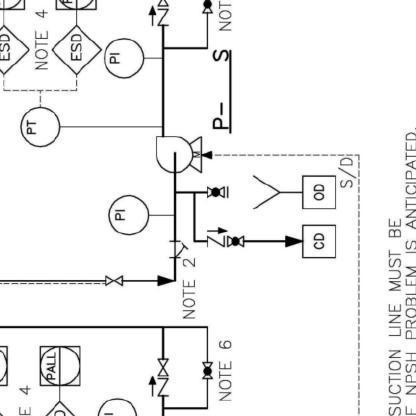 NOTE 4
ESD
ESD
PI
NOT
P- S
PT
M
S/D
PI
OD
CD
NOTE 2
NOTE 6
PALL
E 4
SUCTION LINE MUST BE
NPSH PROBLEM IS ANTICIPATED.